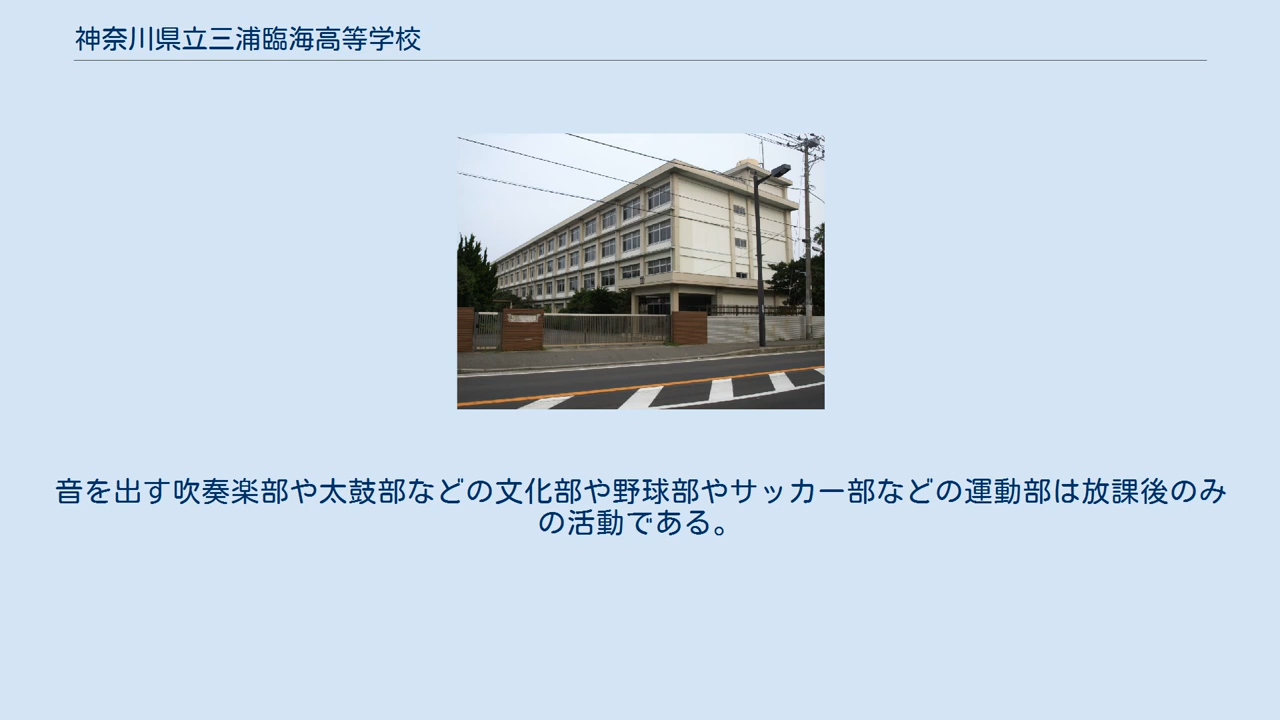 神奈川県立三浦臨海高等学校
音を出す吹奏楽部や太鼓部などの文化部や野球部やサッカー部などの運動部は放課後のみ
の活動である。